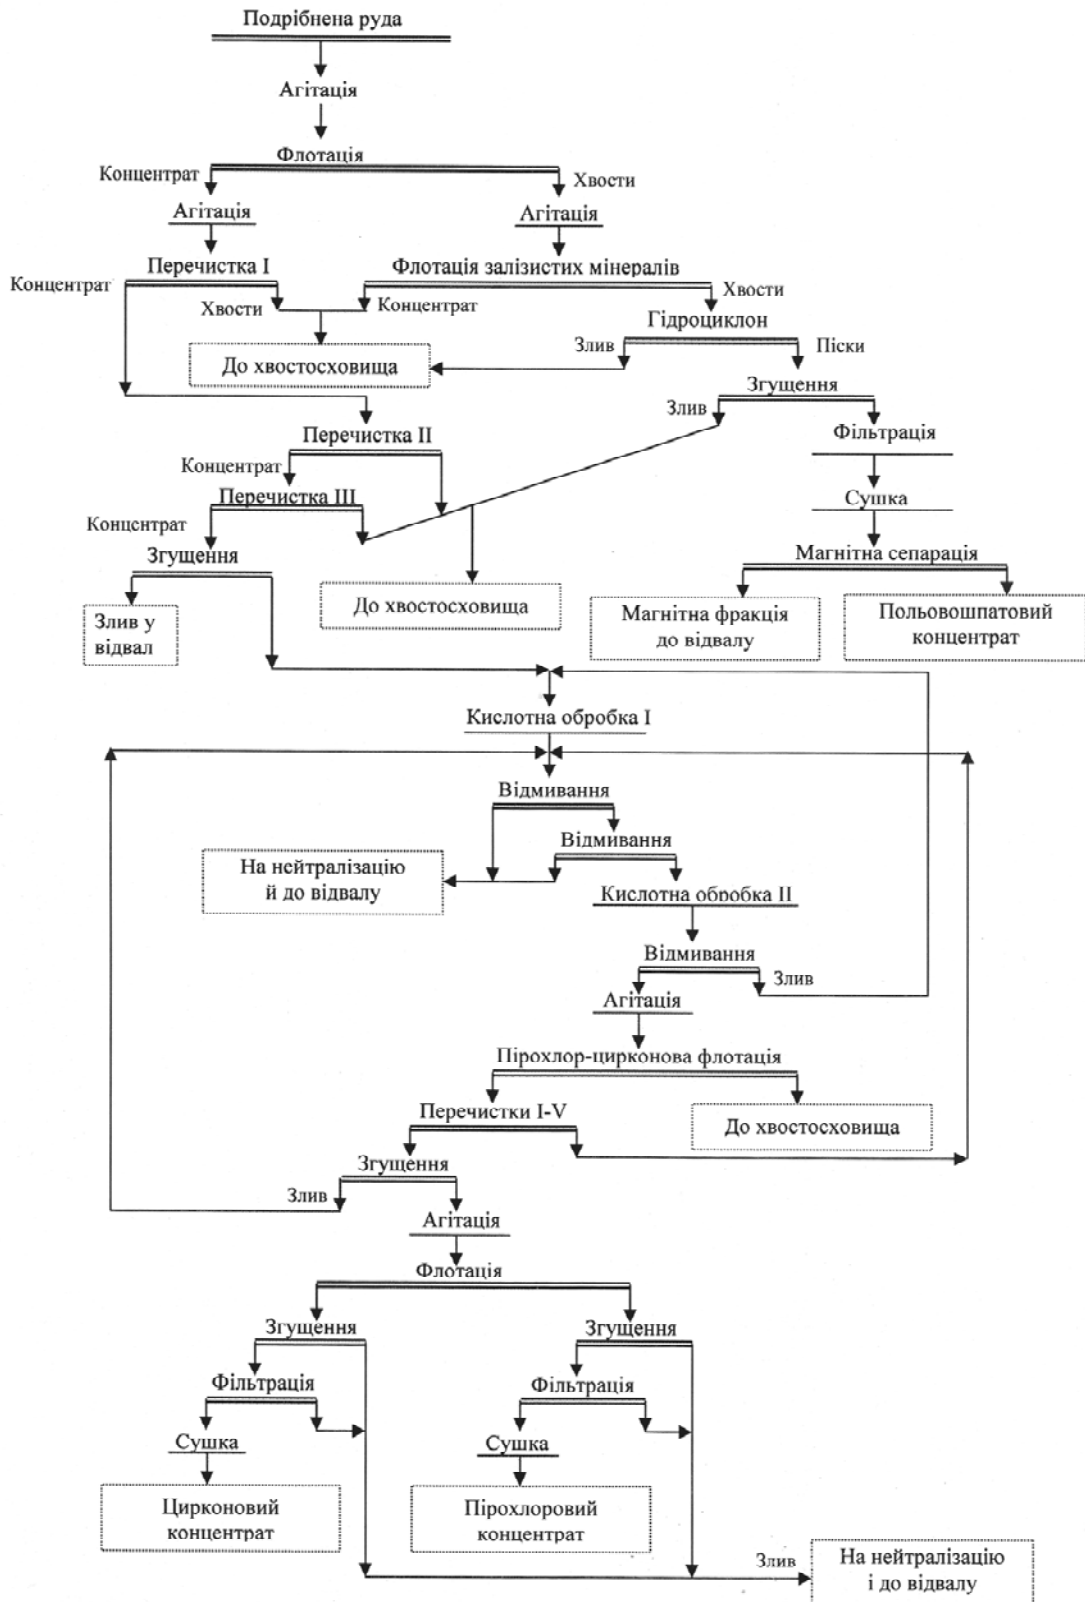 Подрібнена руда
Агітація
Флотація
Концентрат
Хвости
Агітація
Агітація
Перечистка I
Флотація залізистих мінералів
Концентрат
Хвости
Концентрат
Хвости
Гідроциклон
Злив
Піски
До хвостосховища
Згущення
Злив
Фільтрація
Перечистка II
Концентрат
Перечистка III
Сушка
Концентрат
Згущення
Магнітна сепарація
Злив у
відвал
До хвостосховища
Магнітна фракція
до відвалу
Польовошпатовий
концентрат
Кислотна обробка I
Відмивання
Відмивання
На нейтралізацію
й до відвалу
Кислотна обробка II
Відмивання
Злив
Агітація
Пірохлор-цирконова флотація
Перечистки I-V
До хвостосховища
Згущення
Злив
Агітація
Флотація
Згущення
Згущення
Фільтрація
Фільтрація
Сушка
Сушка
Цирконовий
концентрат
Пірохлоровий
концентрат
Злив
На нейтралізацію
і до відвалу